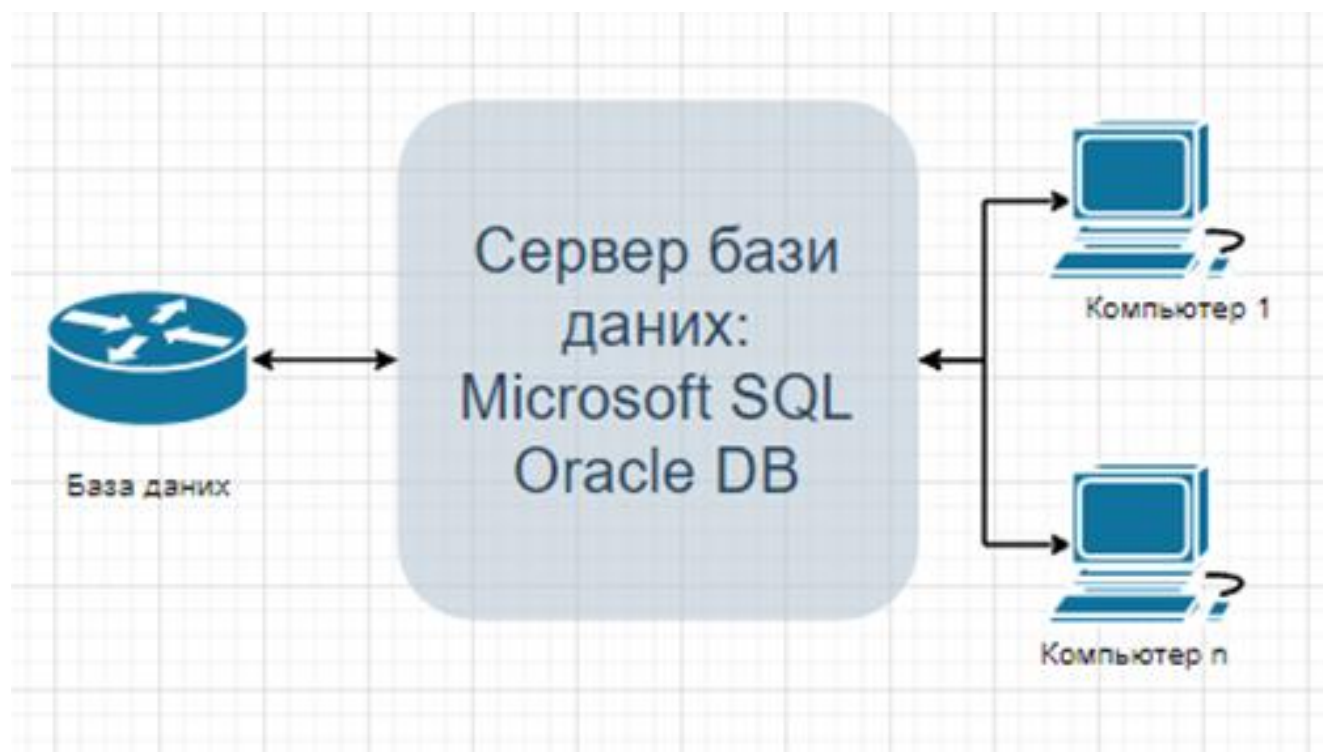 База даних
Сервер бази
даних:
Microsoft SQL
Oracle DB
Компьютер 1
Компьютер n